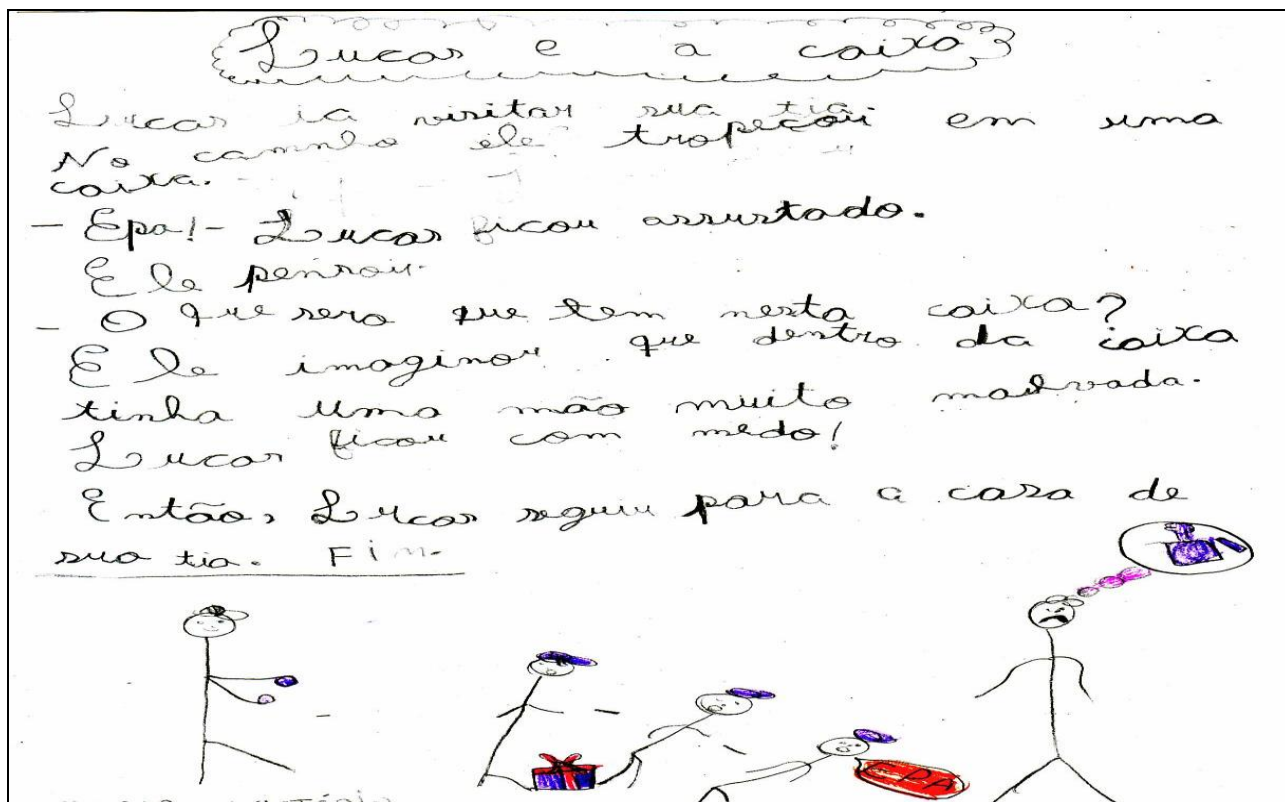 Lucas e a caixa
Lucas ia visitar sua tia.
No caminho ele tropeçou em uma
caixa.
- Epa! - Lucas ficou assustado.
Ele pensou.
- O que sera que tem nesta caixa?
Ele imaginou que dentro da caixa
tinha uma mão muito malvada.
Lucas ficou com medo!
Então, Lucas seguiu para a casa de
sua tia. Fim.
EPA